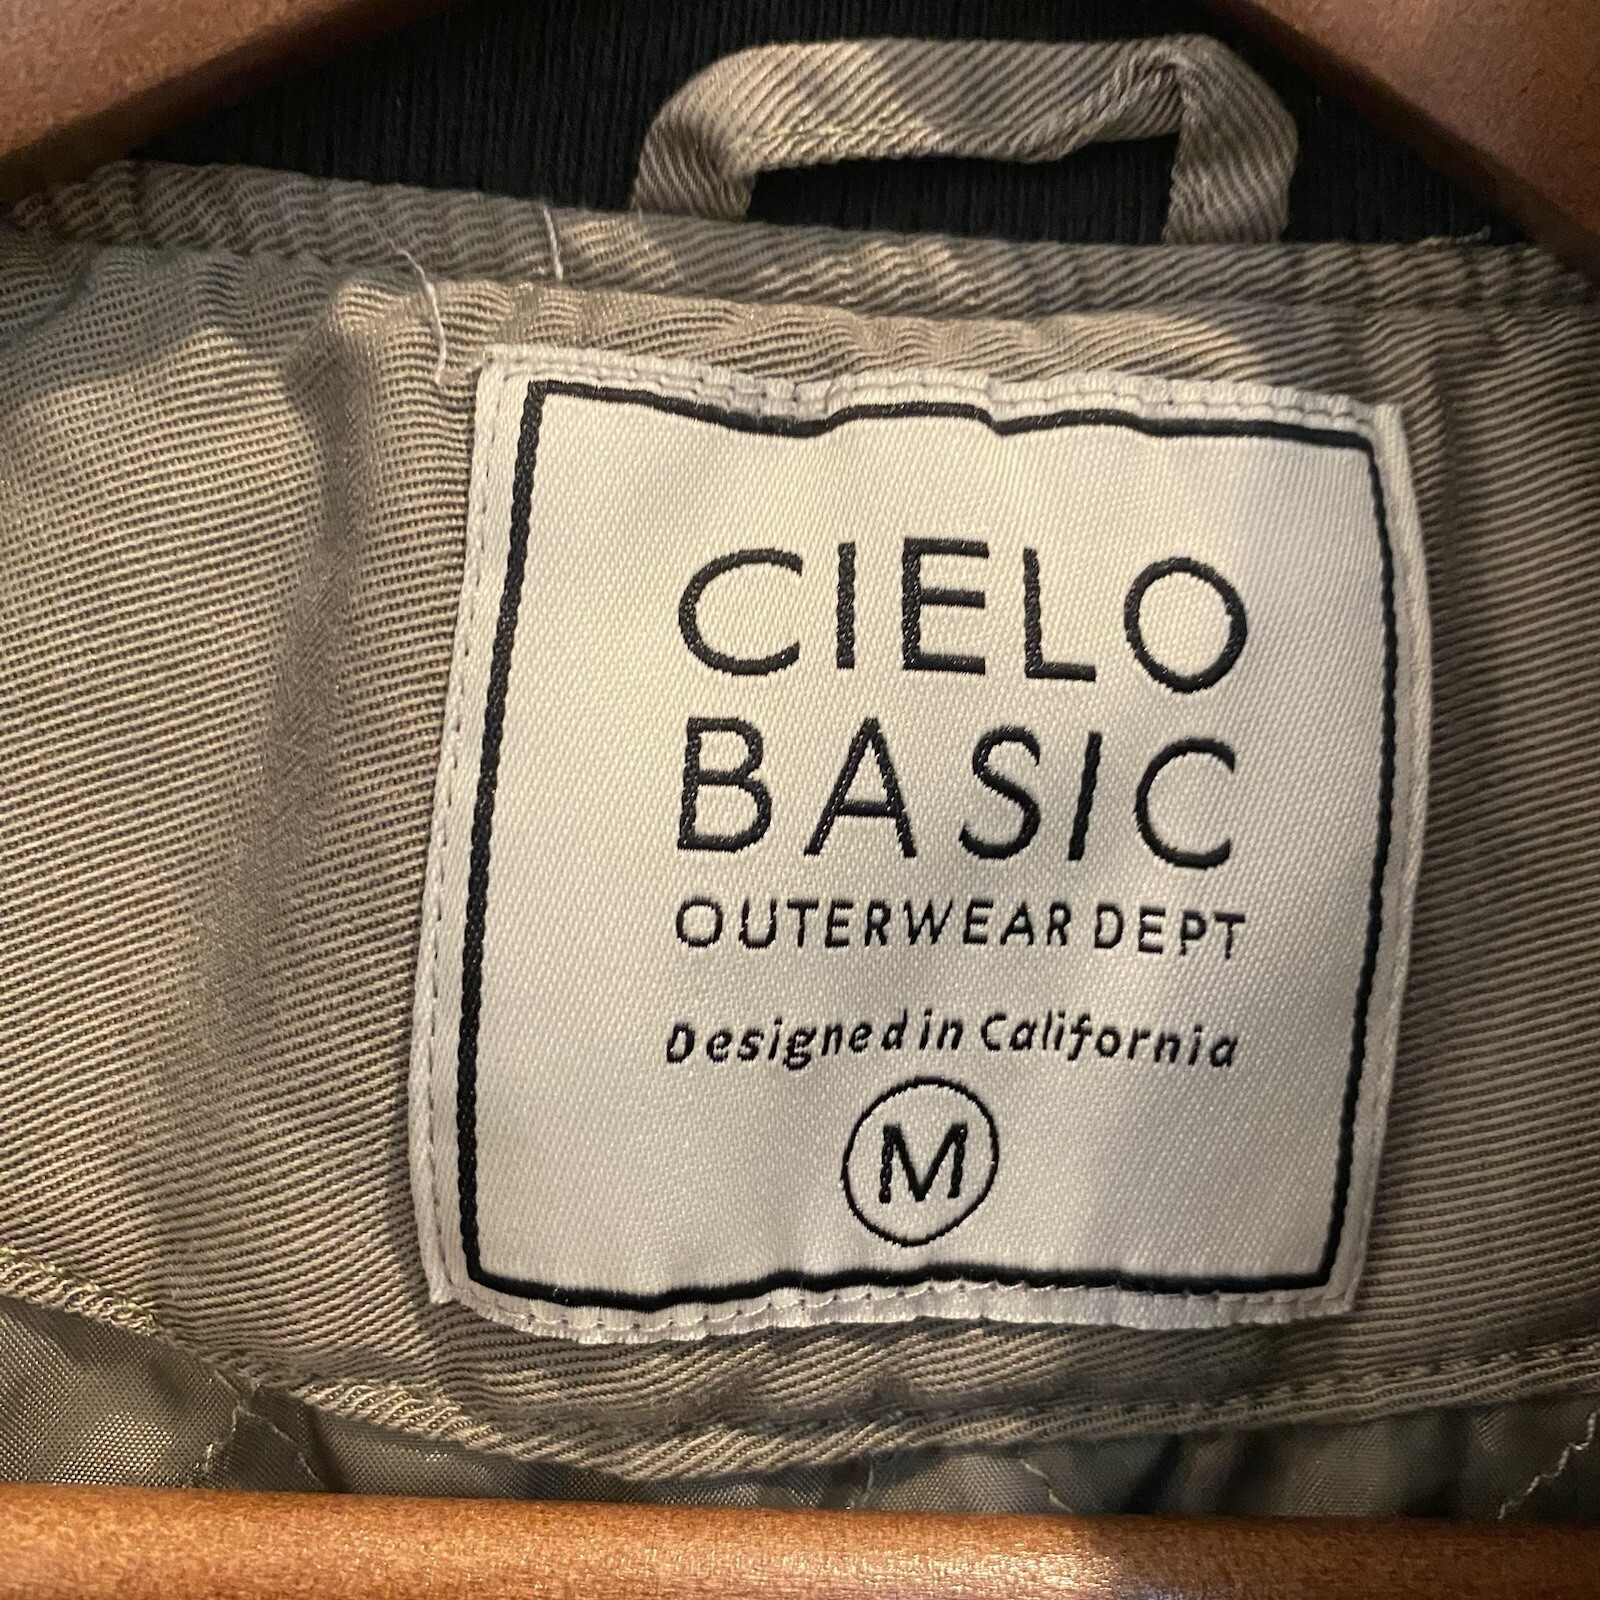 CIELO
BASIC
OUTERWEAR DEPT
Designed in California
M